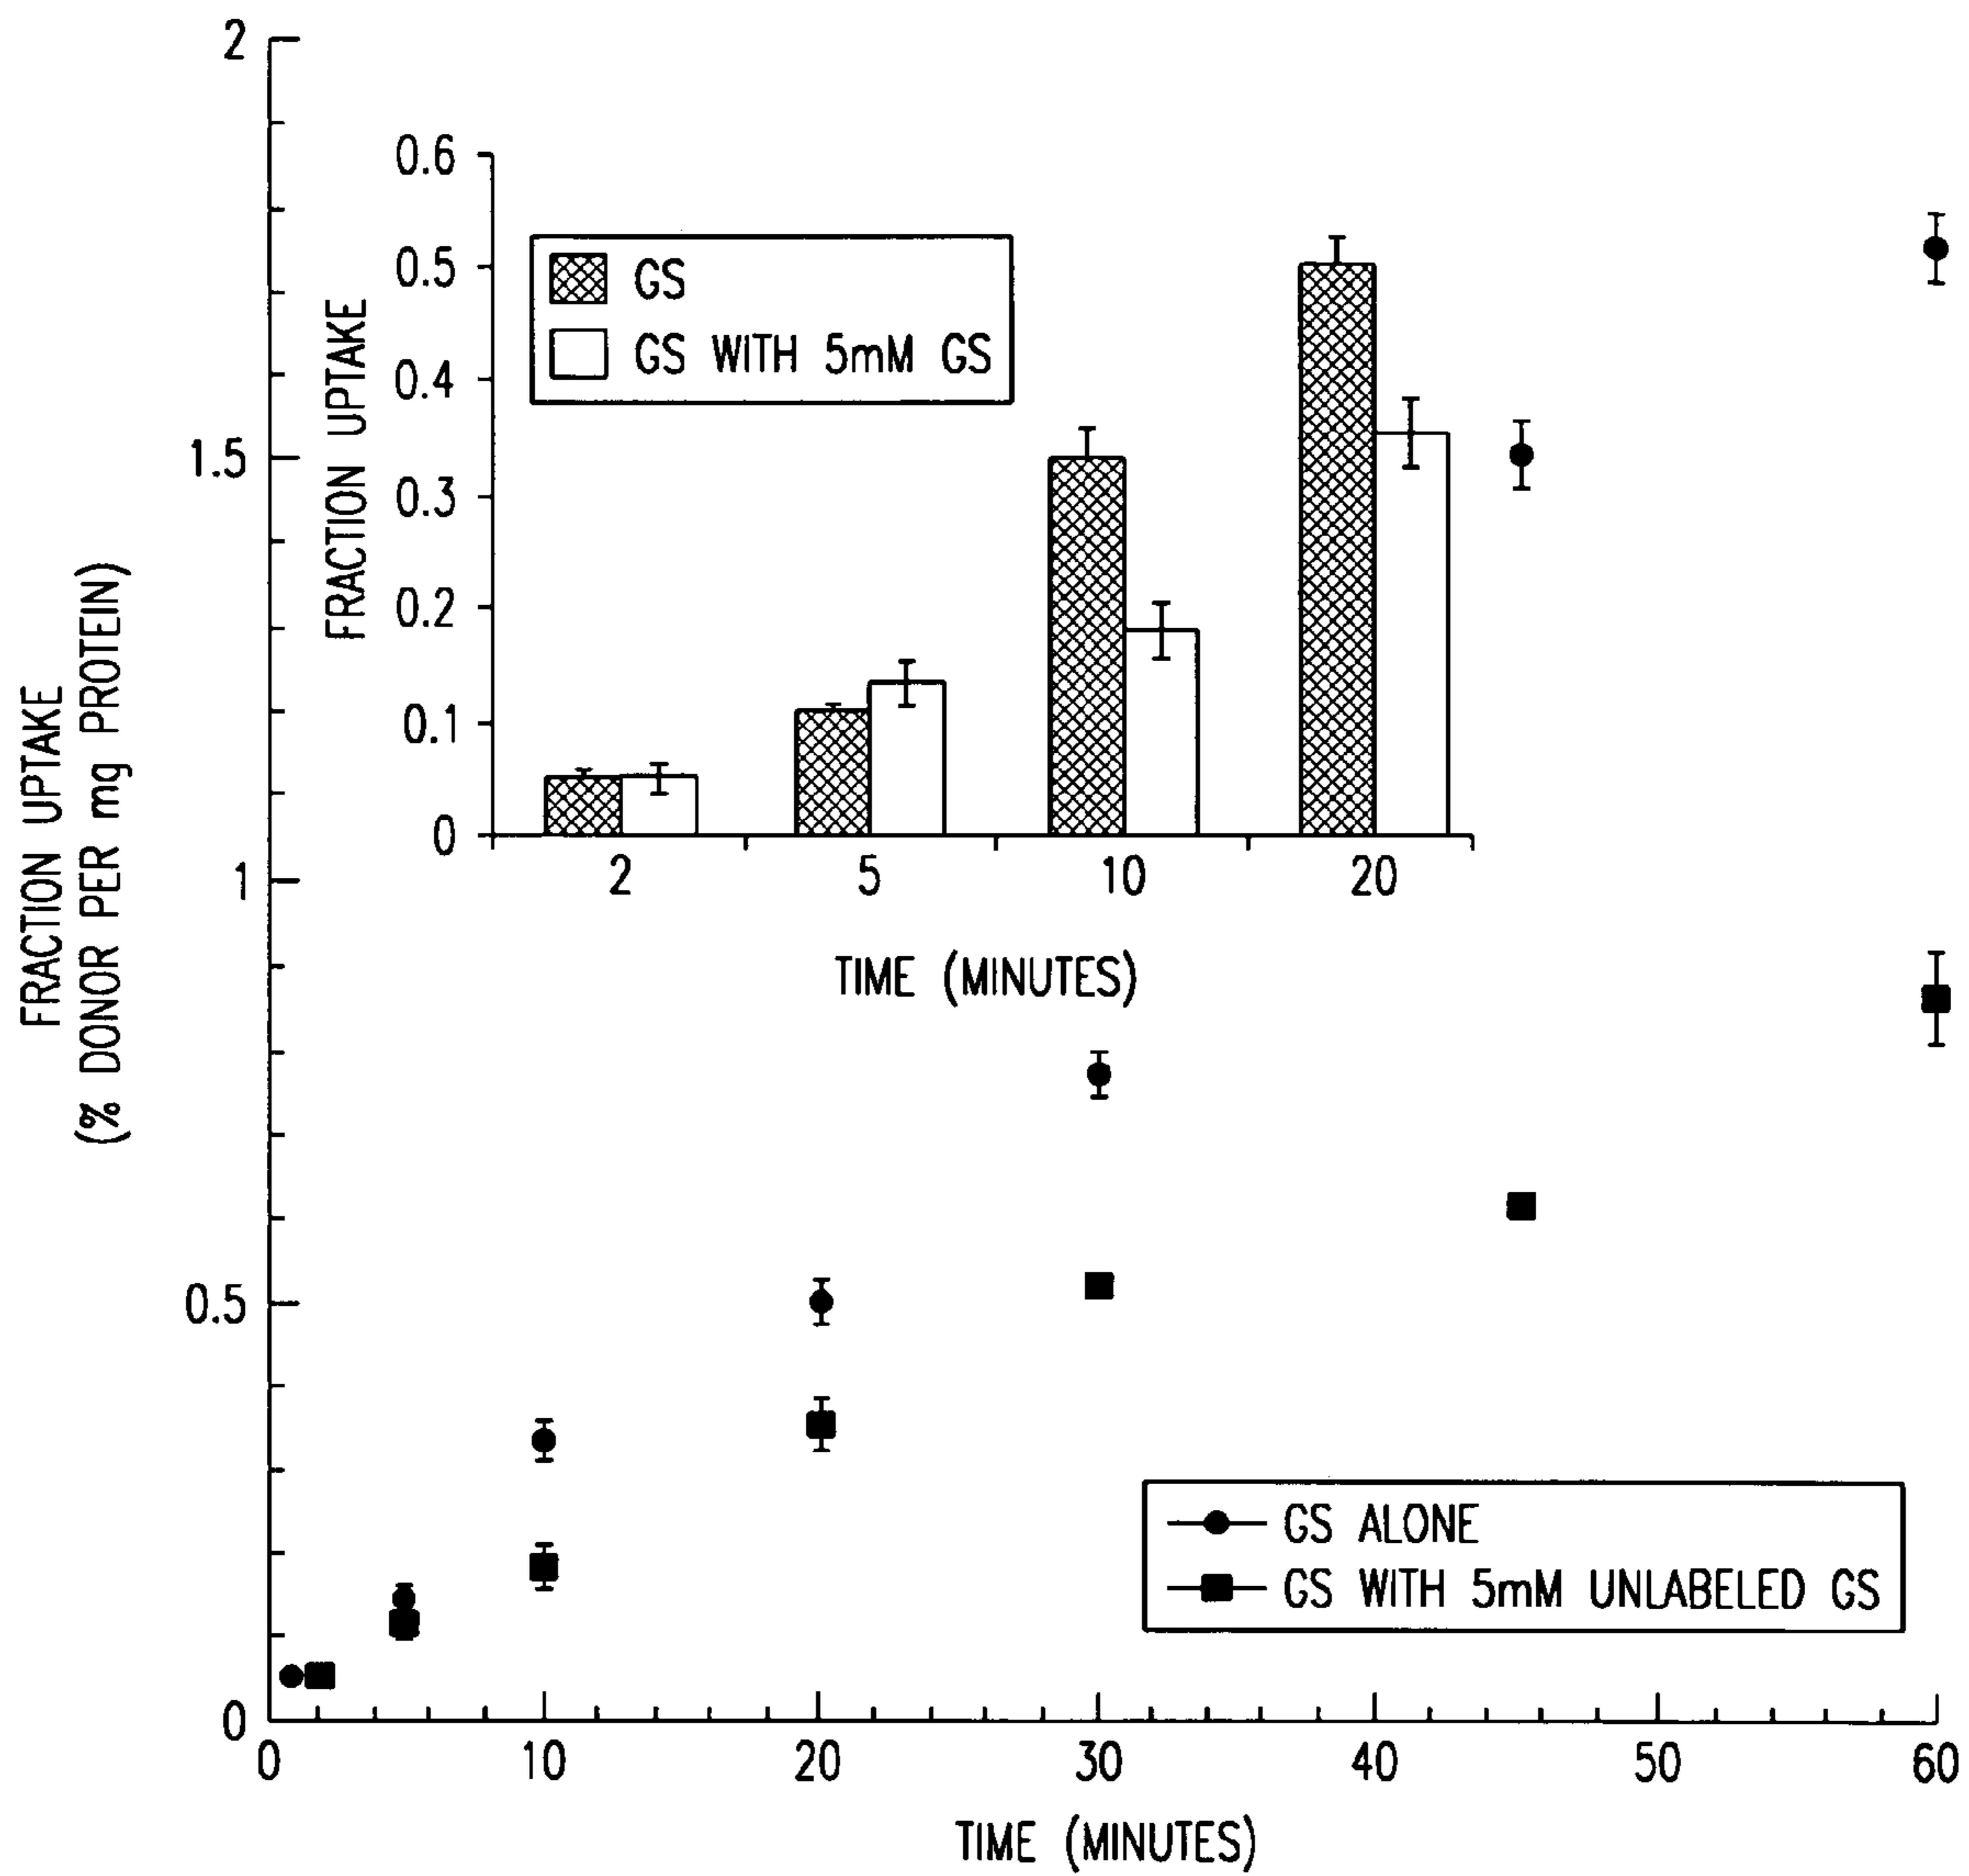 2
1.5
1
0.5
0
FRACTION UPTAKE
(% DONOR PER mg PROTEIN)
0.6
0.5
0.4
0.3
0.2
0.1
0
FRACTION UPTAKE
GS
GS WITH 5mM GS
2 5 10 20
TIME (MINUTES)
GS ALONE
GS WITH 5mM UNLABELED GS
0 10 20 30 40 50 60
TIME (MINUTES)